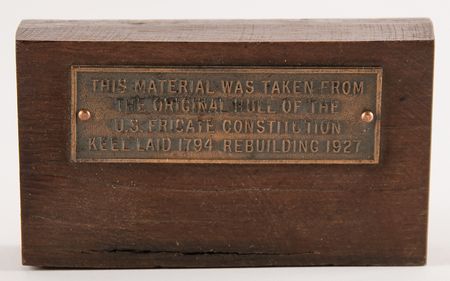 THIS MATERIAL WAS TAKEN FROM
THE ORIGINAL HULL OF THE
U.S. FRIGATE CONSTITUTION
KEEL LAID 1794 REBUILDING 1927